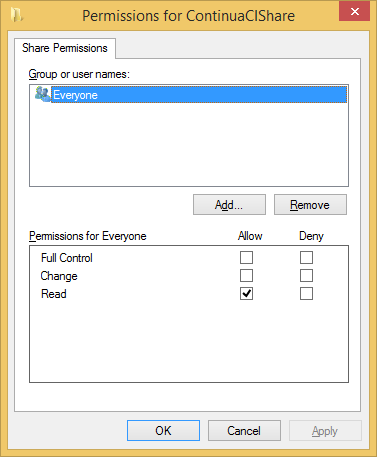 Permissions for ContinuaCIShare
Share Permissions
Group or user names:
Everyone
Add...
Remove
Permissions for Everyone
Allow
Deny
Full Control
Change
Read
OK
Cancel
Apply